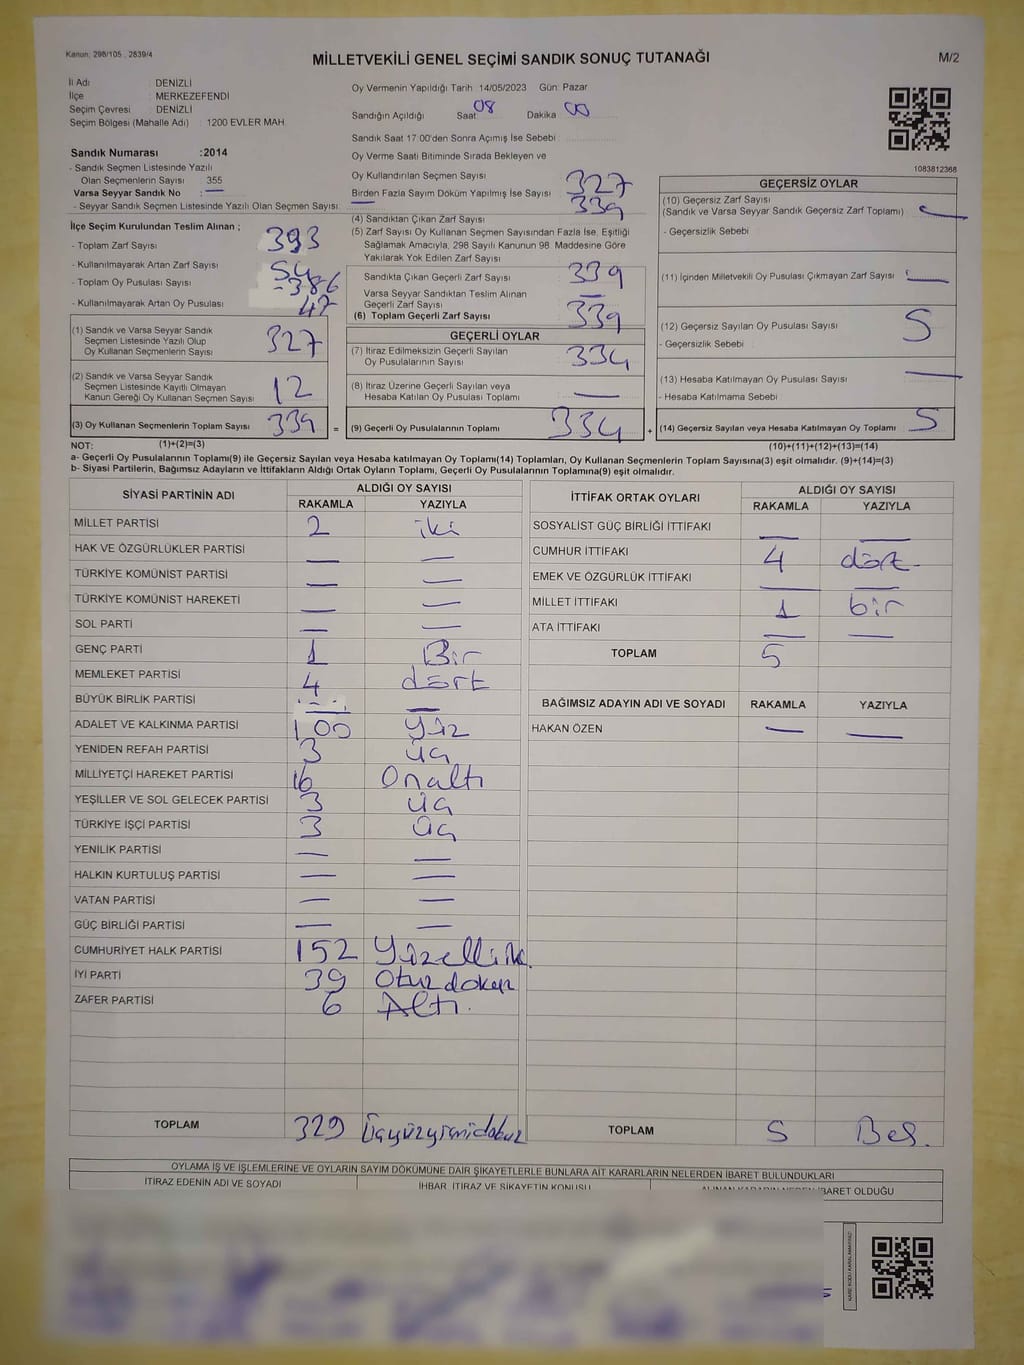 Kanun: 298/105 , 2839/4
MİLLETVEKİLİ GENEL SEÇİMİ SANDIK SONUÇ TUTANAĞI
M/2
İl Adı : DENİZLİ
İlçe : MERKEZEFENDİ
Seçim Çevresi : DENİZLİ
Seçim Bölgesi (Mahalle Adı) : 1200 EVLER MAH.
Oy Vermenin Yapıldığı Tarih 14/05/2023 Gün: Pazar
Sandığın Açıldığı Saat 08 Dakika 00
Sandık Saat 17:00'den Sonra Açımış İse Sebebi
Sandık Numarası :2014
- Sandık Seçmen Listesinde Yazılı
Olan Seçmenlerin Sayısı : 355
Varsa Seyyar Sandık No : —
- Seyyar Sandık Seçmen Listesinde Yazılı Olan Seçmen Sayısı: —
Oy Verme Saati Bitiminde Sırada Bekleyen ve
Oy Kullandırılan Seçmen Sayısı 327
Birden Fazla Sayım Döküm Yapılmış İse Sayısı
1083812368
İlçe Seçim Kurulundan Teslim Alınan ;
- Toplam Zarf Sayısı 393
- Kullanılmayarak Artan Zarf Sayısı 54
- Toplam Oy Pusulası Sayısı 386
- Kullanılmayarak Artan Oy Pusulası 47
(1) Sandık ve Varsa Seyyar Sandık
Seçmen Listesinde Yazılı Olup
Oy Kullanan Seçmenlerin Sayısı 327
(2) Sandık ve Varsa Seyyar Sandık
Seçmen Listesinde Kayıtlı Olmayan
Kanun Gereği Oy Kullanan Seçmen Sayısı 12
(3) Oy Kullanan Seçmenlerin Toplam Sayısı 339 =
(4) Sandıktan Çıkan Zarf Sayısı 339
(5) Zarf Sayısı Oy Kullanan Seçmen Sayısından Fazla İse, Eşitliği
Sağlamak Amacıyla, 298 Sayılı Kanunun 98. Maddesine Göre
Yakılarak Yok Edilen Zarf Sayısı
Sandıkta Çıkan Geçerli Zarf Sayısı 339
Varsa Seyyar Sandıktan Teslim Alınan
Geçerli Zarf Sayısı —
(6) Toplam Geçerli Zarf Sayısı 339
GEÇERLİ OYLAR
(7) İtiraz Edilmeksizin Geçerli Sayılan
Oy Pusulalarının Sayısı 334
(8) İtiraz Üzerine Geçerli Sayılan veya
Hesaba Katılan Oy Pusulası Toplamı —
(9) Geçerli Oy Pusulalarının Toplamı 334 +
GEÇERSİZ OYLAR
(10) Geçersiz Zarf Sayısı
(Sandık ve Varsa Seyyar Sandık Geçersiz Zarf Toplamı) —
- Geçersizlik Sebebi
(11) İçinden Milletvekili Oy Pusulası Çıkmayan Zarf Sayısı —
(12) Geçersiz Sayılan Oy Pusulası Sayısı 5
- Geçersizlik Sebebi
(13) Hesaba Katılmayan Oy Pusulası Sayısı —
- Hesaba Katılmama Sebebi
(14) Geçersiz Sayılan veya Hesaba Katılmayan Oy Toplamı 5
NOT: (1)+(2)=(3) (10)+(11)+(12)+(13)=(14)
a- Geçerli Oy Pusulalarının Toplamı(9) ile Geçersiz Sayılan veya Hesaba katılmayan Oy Toplamı(14) Toplamları, Oy Kullanan Seçmenlerin Toplam Sayısına(3) eşit olmalıdır. (9)+(14)=(3)
b- Siyasi Partilerin, Bağımsız Adayların ve İttifakların Aldığı Ortak Oyların Toplamı, Geçerli Oy Pusulalarının Toplamına(9) eşit olmalıdır.
SİYASİ PARTİNİN ADI ALDIĞI OY SAYISI
RAKAMLA YAZIYLA
MİLLET PARTİSİ 2 iki
HAK VE ÖZGÜRLÜKLER PARTİSİ — —
TÜRKİYE KOMÜNİST PARTİSİ — —
TÜRKİYE KOMÜNİST HAREKETİ — —
SOL PARTİ — —
GENÇ PARTİ 1 Bir
MEMLEKET PARTİSİ 4 dört
BÜYÜK BİRLİK PARTİSİ — —
ADALET VE KALKINMA PARTİSİ 100 yüz
YENİDEN REFAH PARTİSİ 3 üç
MİLLİYETÇİ HAREKET PARTİSİ 16 Onaltı
YEŞİLLER VE SOL GELECEK PARTİSİ 3 üç
TÜRKİYE İŞÇİ PARTİSİ 3 üç
YENİLİK PARTİSİ — —
HALKIN KURTULUŞ PARTİSİ — —
VATAN PARTİSİ — —
GÜÇ BİRLİĞİ PARTİSİ — —
CUMHURİYET HALK PARTİSİ 152 Yüzelliik
İYİ PARTİ 39 Otuzdokuz
ZAFER PARTİSİ 6 Altı.
TOPLAM 329 Üçyüzyirmidokuz
İTTİFAK ORTAK OYLARI ALDIĞI OY SAYISI
RAKAMLA YAZIYLA
SOSYALİST GÜÇ BİRLİĞİ İTTİFAKI — —
CUMHUR İTTİFAKI 4 dört
EMEK VE ÖZGÜRLÜK İTTİFAKI — —
MİLLET İTTİFAKI 1 bir
ATA İTTİFAKI — —
TOPLAM 5
BAĞIMSIZ ADAYIN ADI VE SOYADI RAKAMLA YAZIYLA
HAKAN ÖZEN — —
TOPLAM 5 Beş.
OYLAMA İŞ VE İŞLEMLERİNE VE OYLARIN SAYIM DÖKÜMÜNE DAİR ŞİKAYETLERLE BUNLARA AİT KARARLARIN NELERDEN İBARET BULUNDUKLARI
İTİRAZ EDENİN ADI VE SOYADI İHBAR, İTİRAZ VE ŞİKAYETİN KONUSU ALINAN KARARIN NEDEN İBARET OLDUĞU